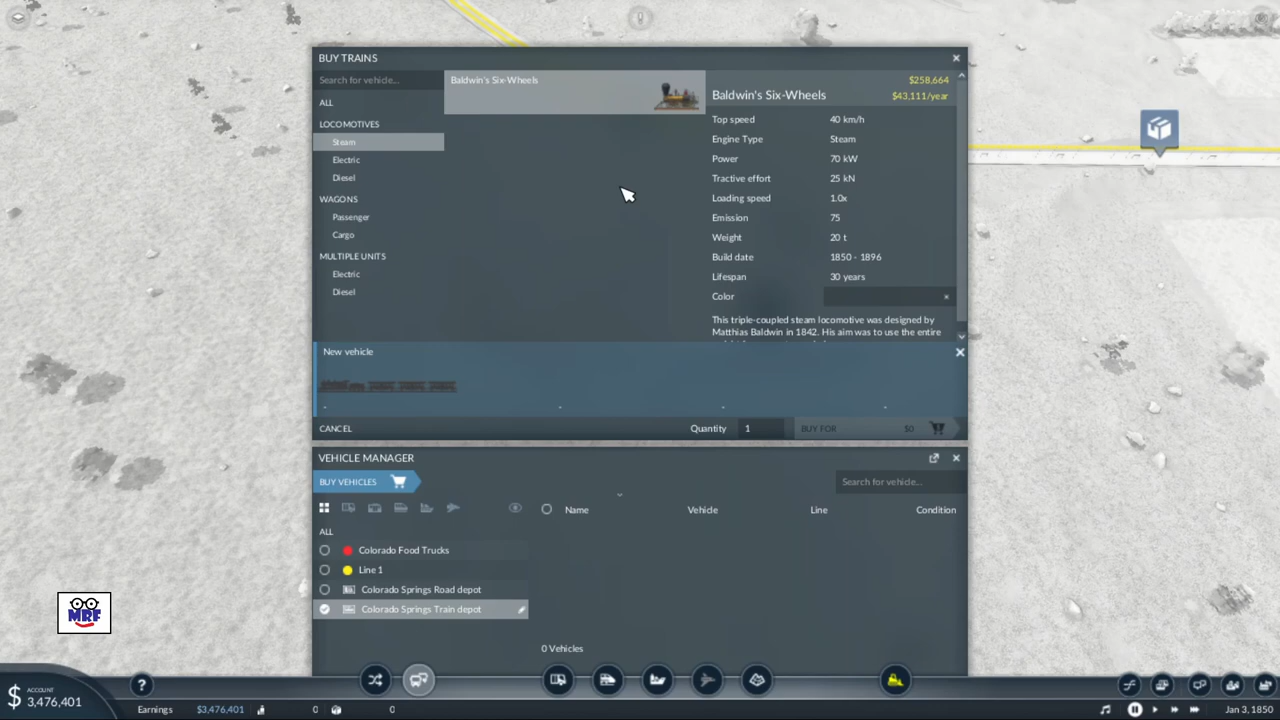 BUY TRAINS
Search for vehicle...
ALL
LOCOMOTIVES
Steam
Electric
Diesel
WAGONS
Passenger
Cargo
MULTIPLE UNITS
Electric
Diesel
Baldwin's Six-Wheels
$258,664
Baldwin's Six-Wheels $43,111/year
Top speed 40 km/h
Engine Type Steam
Power 70 kW
Tractive effort 25 kN
Loading speed 1.0x
Emission 75
Weight 20 t
Build date 1850 - 1896
Lifespan 30 years
Color
This triple-coupled steam locomotive was designed by
Matthias Baldwin in 1842. His aim was to use the entire
New vehicle
- - - -
CANCEL Quantity 1 BUY FOR $0
VEHICLE MANAGER
BUY VEHICLES Search for vehicle...
Name Vehicle Line Condition
ALL
Colorado Food Trucks
Line 1
Colorado Springs Road depot
Colorado Springs Train depot
0 Vehicles
MRF
$ ACCOUNT
3,476,401
?
Earnings $3,476,401 0 0 Jan 3, 1850